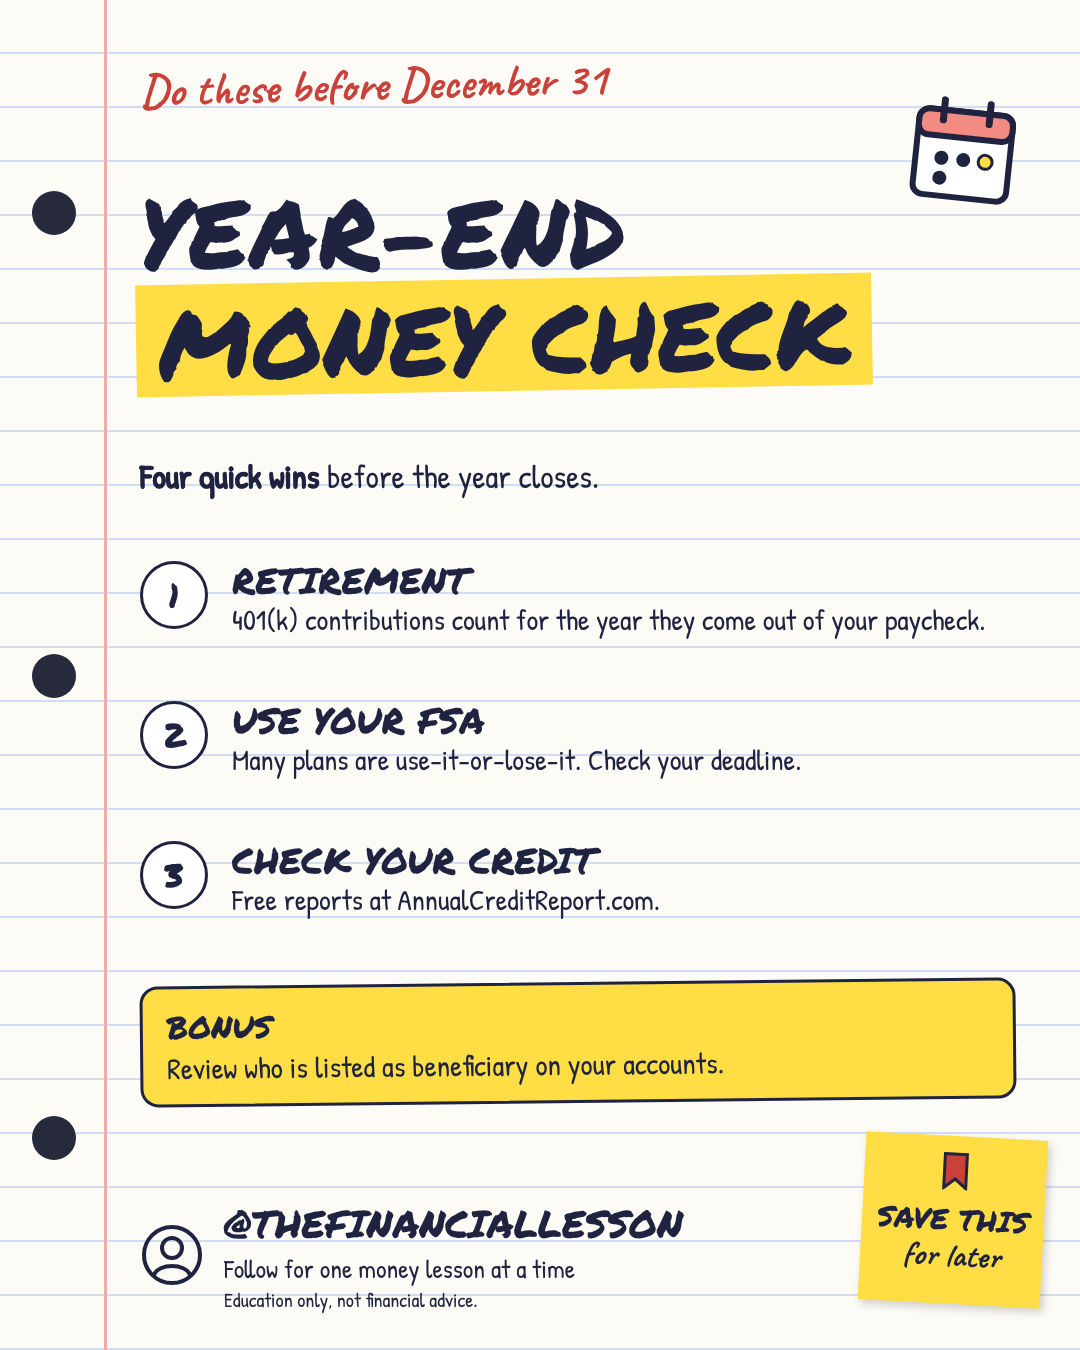 Do these before December 31
YEAR-END
MONEY CHECK
Four quick wins before the year closes.
1
RETIREMENT
401(k) contributions count for the year they come out of your paycheck.
2
USE YOUR FSA
Many plans are use-it-or-lose-it. Check your deadline.
3
CHECK YOUR CREDIT
Free reports at AnnualCreditReport.com.
BONUS
Review who is listed as beneficiary on your accounts.
@THEFINANCIALLESSON
Follow for one money lesson at a time
Education only, not financial advice.
SAVE THIS
for later